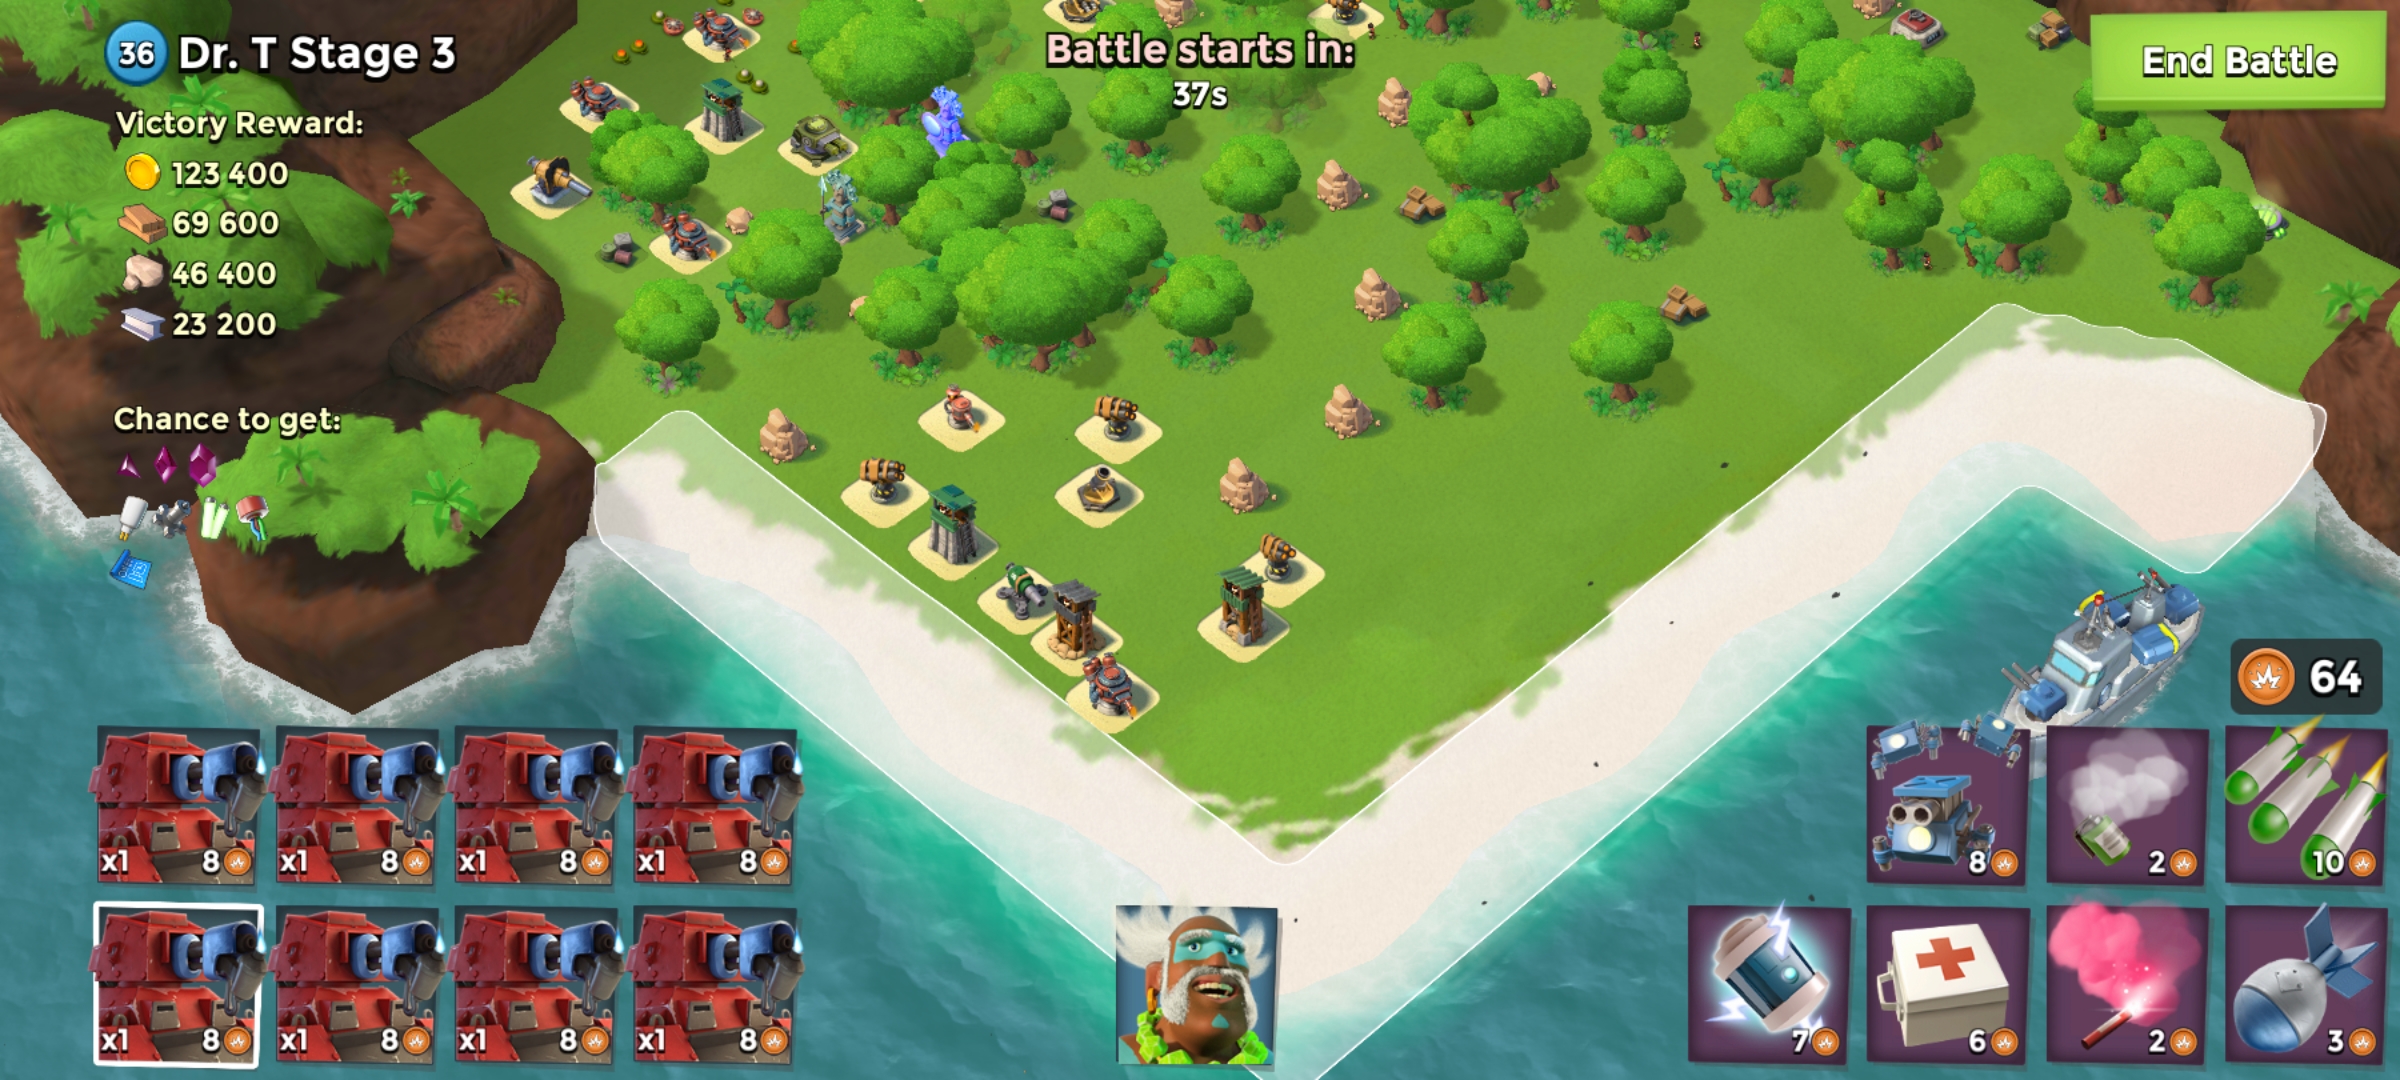 36 Dr. T Stage 3
Victory Reward:
123 400
69 600
46 400
23 200
Chance to get:
Battle starts in:
37s
End Battle
64
x1 8
x1 8
x1 8
x1 8
8
2
10
x1 8
x1 8
x1 8
x1 8
7
6
2
3